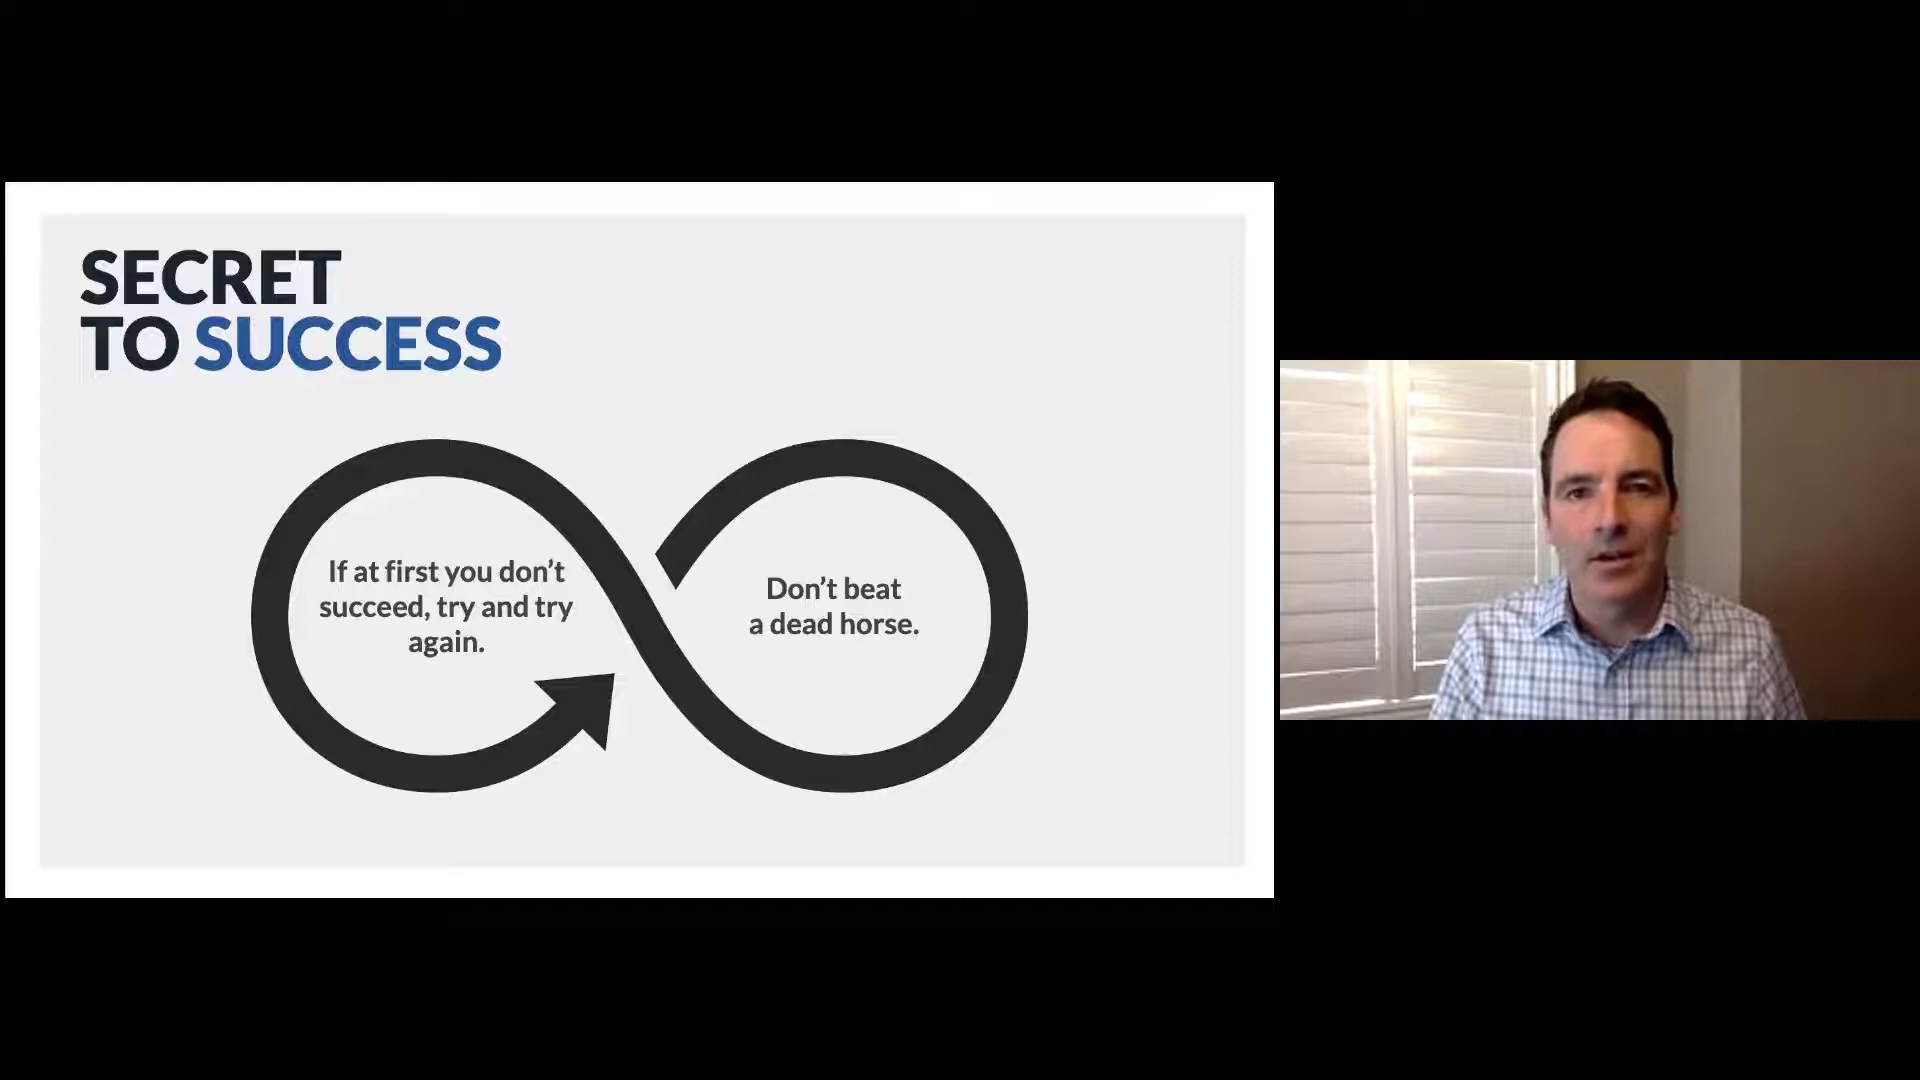 SECRET
TO SUCCESS
If at first you don’t
succeed, try and try
again.
Don’t beat
a dead horse.